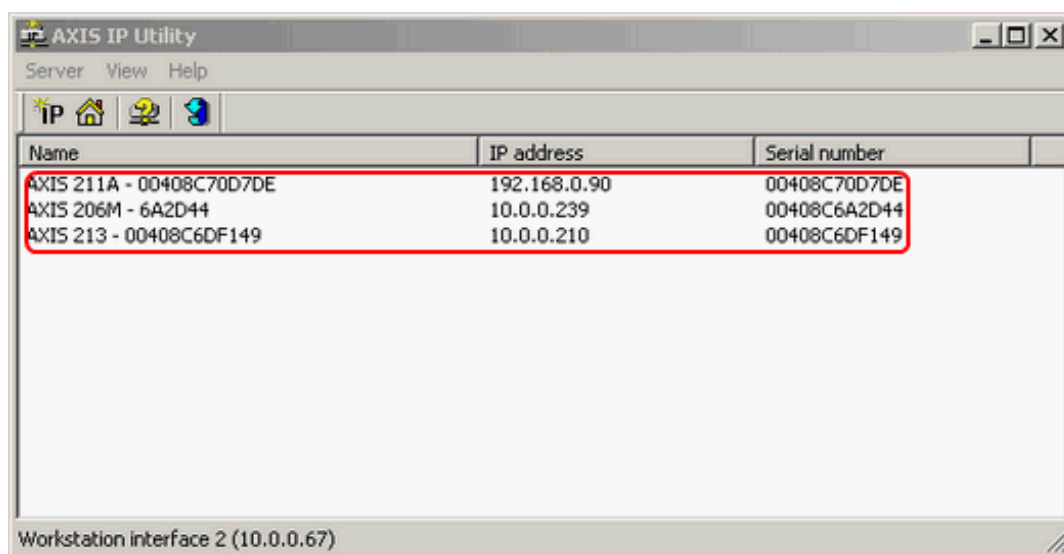 AXIS IP Utility
Server View Help
IP
Name IP address Serial number
AXIS 211A - 00408C70D7DE 192.168.0.90 00408C70D7DE
AXIS 206M - 6A2D44 10.0.0.239 00408C6A2D44
AXIS 213 - 00408C6DF149 10.0.0.210 00408C6DF149
Workstation interface 2 (10.0.0.67)